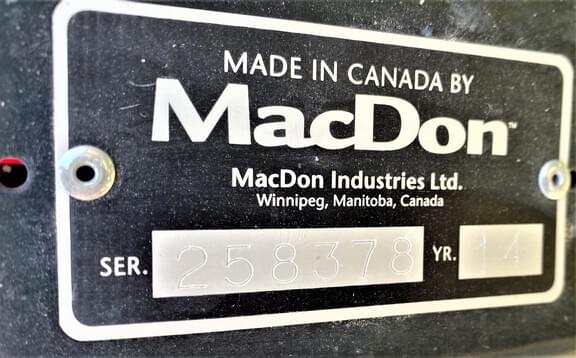 MADE IN CANADA BY
MacDon™
MacDon Industries Ltd.
Winnipeg, Manitoba, Canada
SER. 258378 YR. 14